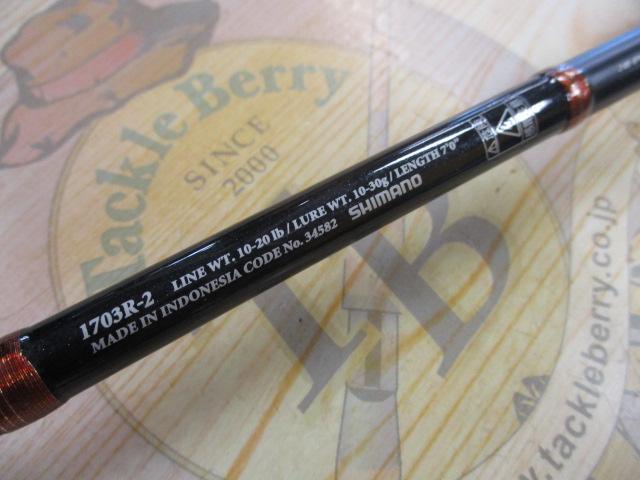 1703R-2 LINE WT. 10-20 lb / LURE WT. 10-30g / LENGTH 7'0"
MADE IN INDONESIA CODE No. 34582 SHIMANO
Tackle Berry
SINCE
2000
TB
www.tackleberry.co.jp